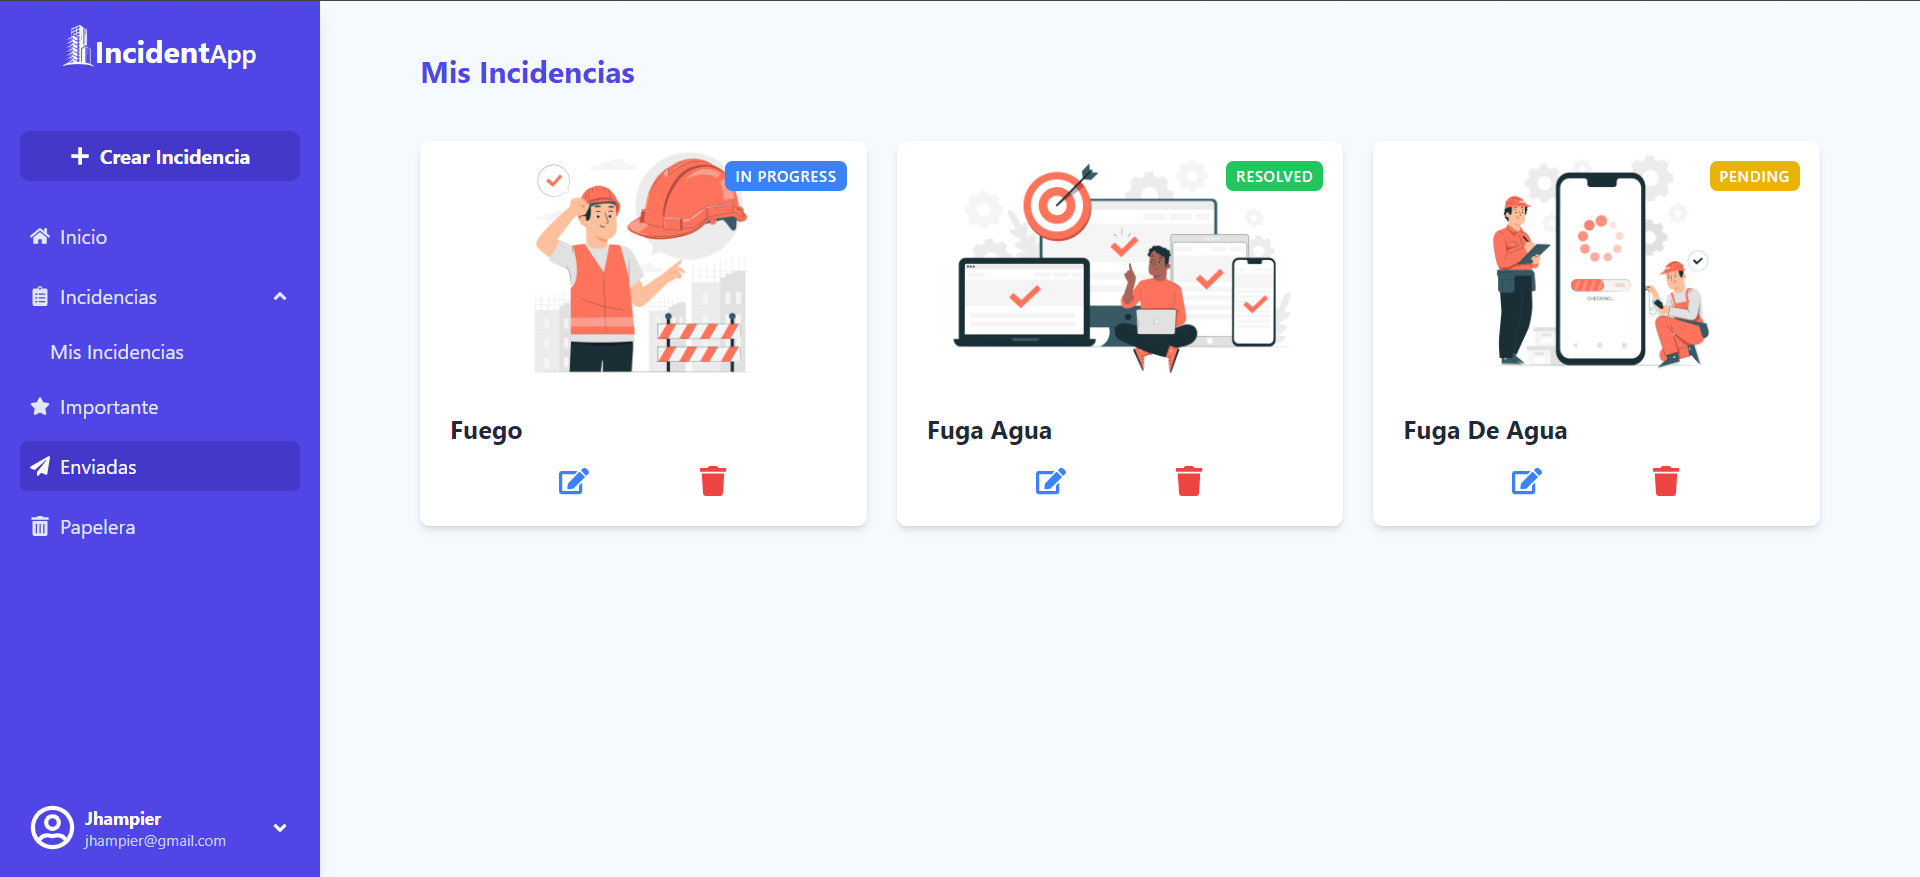 IncidentApp
Crear Incidencia
Inicio
Incidencias
Mis Incidencias
Importante
Enviadas
Papelera
Jhampier
jhampier@gmail.com
Mis Incidencias
IN PROGRESS
Fuego
RESOLVED
Fuga Agua
PENDING
CHECKING...
Fuga De Agua